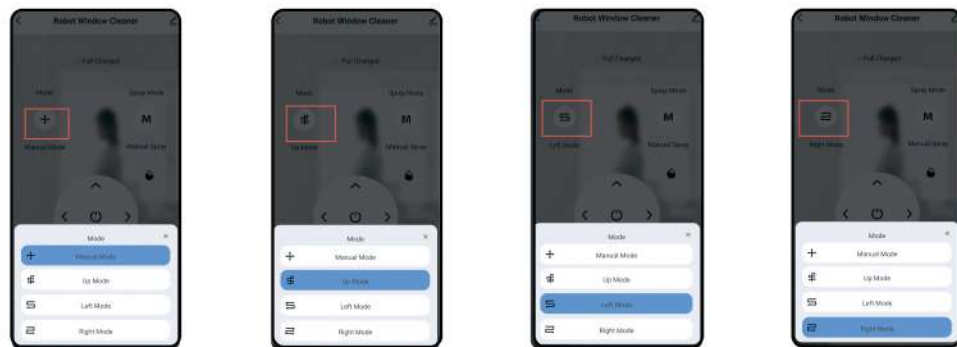 Robot Window Cleaner
Full Charged
Mode
Spray Mode
M
Manual Mode
Manual Spray
Mode
×
Manual Mode
Up Mode
Left Mode
Right Mode
Robot Window Cleaner
Full Charged
Mode
Spray Mode
M
Up Mode
Manual Spray
Mode
×
Manual Mode
Up Mode
Left Mode
Right Mode
Robot Window Cleaner
Full Charged
Mode
Spray Mode
M
Left Mode
Manual Spray
Mode
×
Manual Mode
Up Mode
Left Mode
Right Mode
Robot Window Cleaner
Full Charged
Mode
Spray Mode
M
Right Mode
Manual Spray
Mode
×
Manual Mode
Up Mode
Left Mode
Right Mode